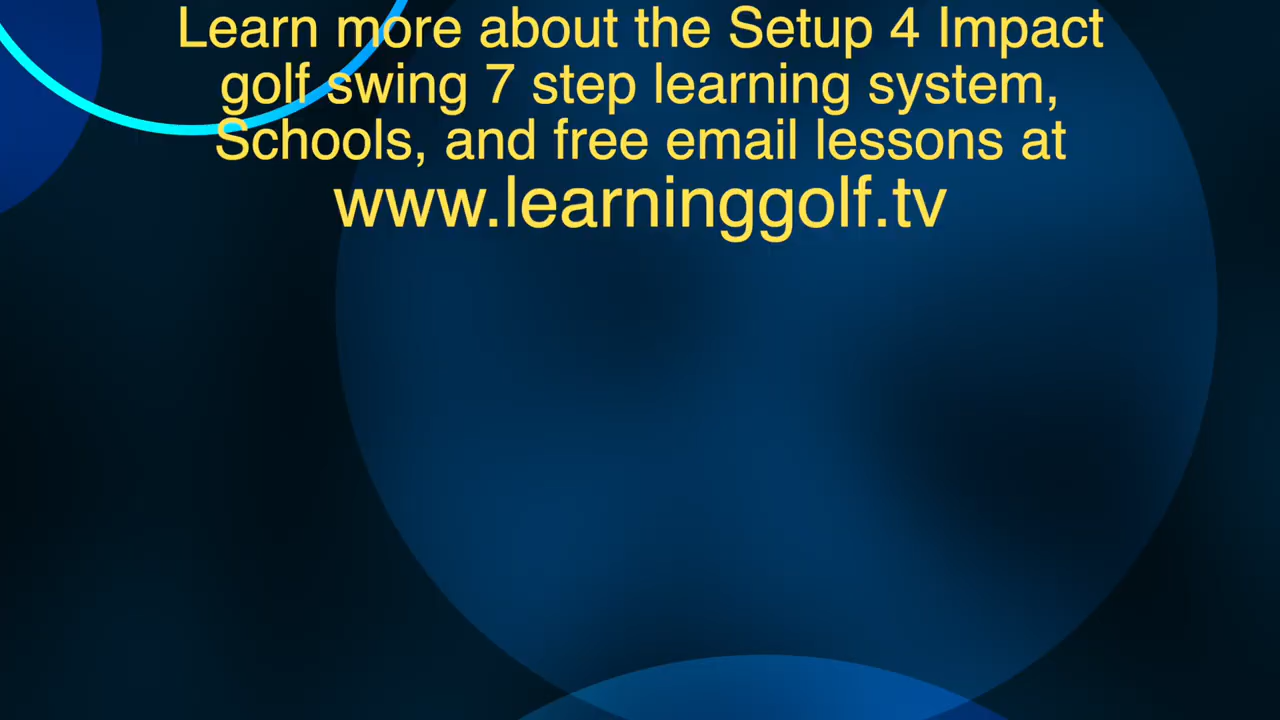 Learn more about the Setup 4 Impact
golf swing 7 step learning system,
Schools, and free email lessons at
www.learninggolf.tv